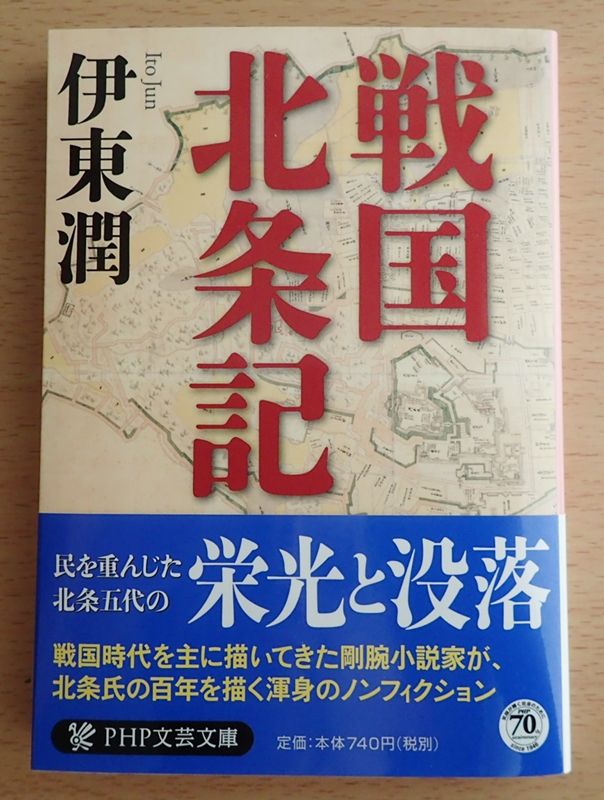 戦国
北条記
伊東潤
Ito Jun
民を重んじた
北条五代の
栄光と没落
戦国時代を主に描いてきた剛腕小説家が、
北条氏の百年を描く渾身のノンフィクション
PHP文芸文庫
定価:本体740円(税別)
PHP
70
anniversary
since 1946